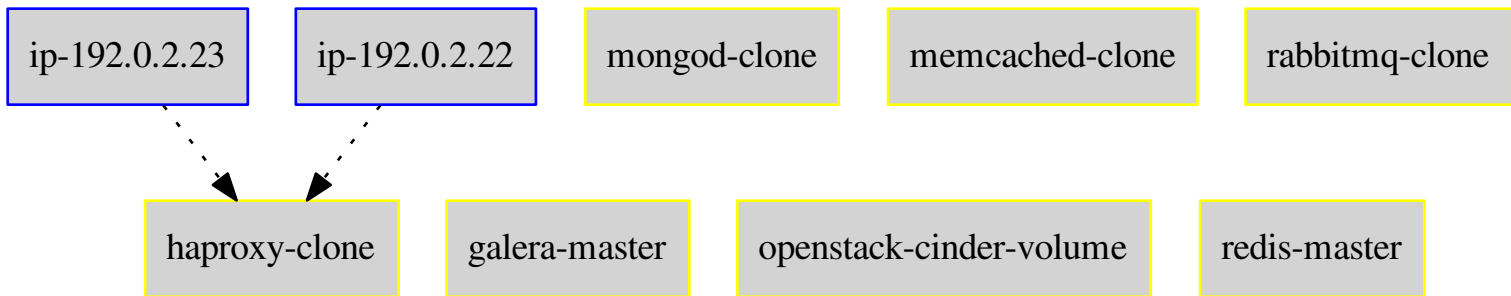 ip-192.0.2.23
ip-192.0.2.22
mongod-clone
memcached-clone
rabbitmq-clone
haproxy-clone
galera-master
openstack-cinder-volume
redis-master